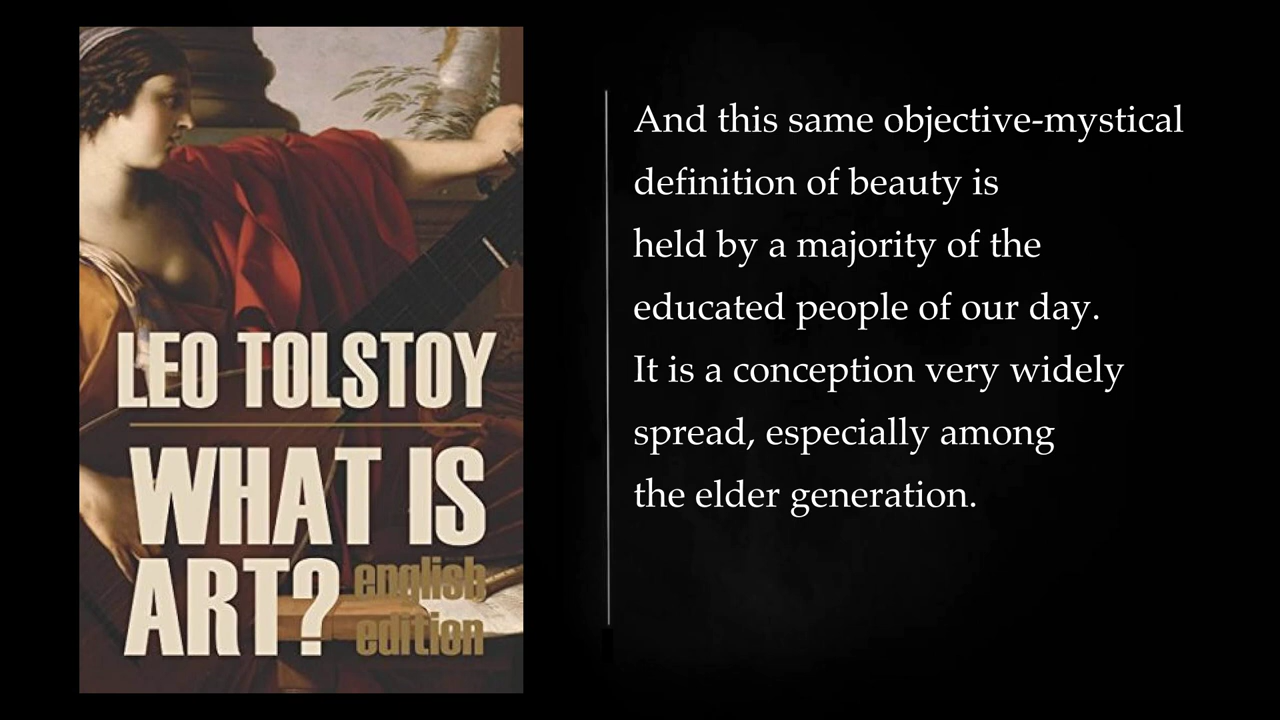 LEO TOLSTOY
WHAT IS
ART?
english
edition
And this same objective-mystical
definition of beauty is
held by a majority of the
educated people of our day.
It is a conception very widely
spread, especially among
the elder generation.